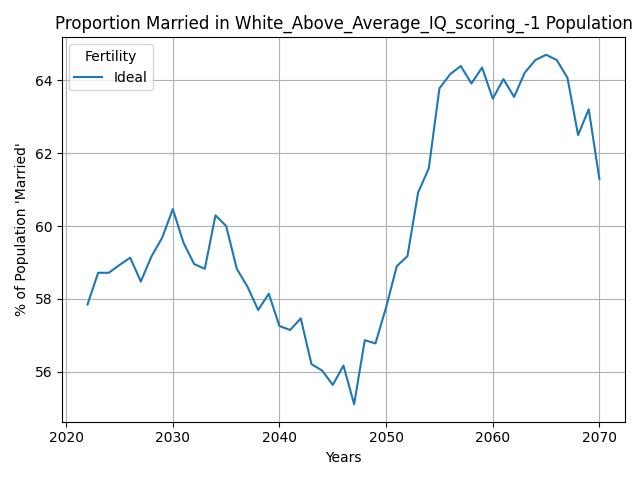 Proportion Married in White_Above_Average_IQ_scoring_-1 Population
Fertility
Ideal
% of Population 'Married'
64
62
60
58
56
2020 2030 2040 2050 2060 2070
Years